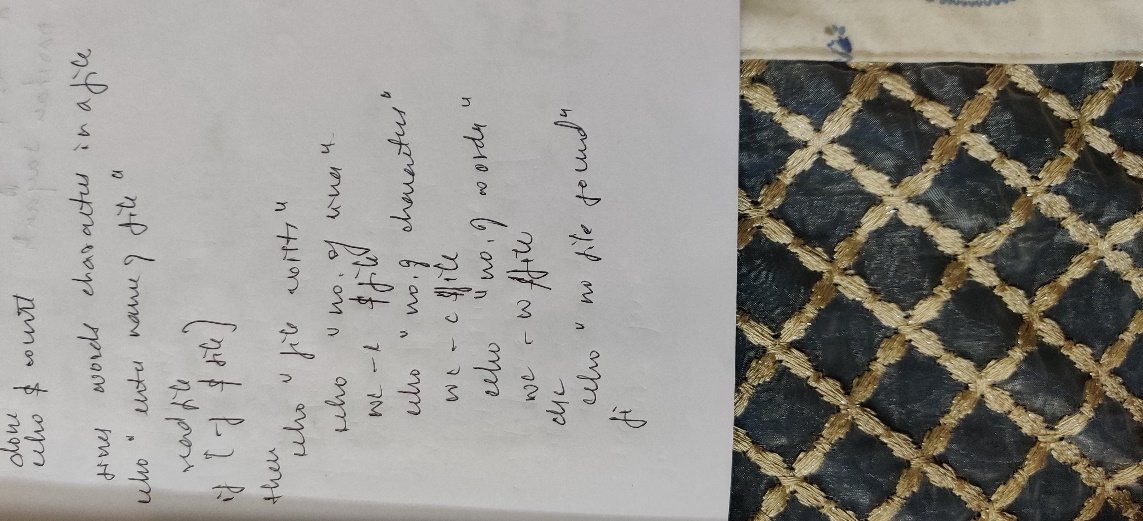 done
echo $ count
lines words characters in a file
echo " enter name of file "
read file
if [ -f $ file ]
then
echo " file exists "
echo " no. of lines "
wc - l $ file
echo " no. of characters "
wc - c $ file
echo " no. of words "
wc - w $ file
else
echo " no file found "
fi